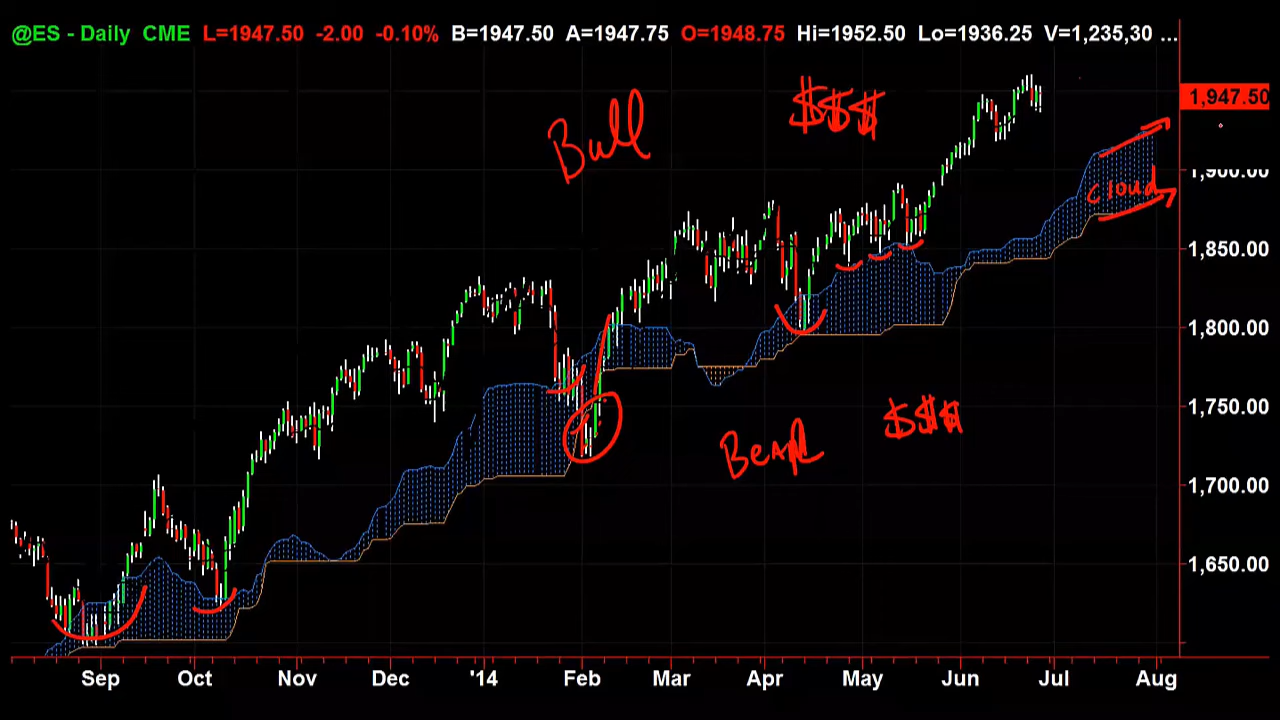 @ES - Daily CME L=1947.50 -2.00 -0.10% B=1947.50 A=1947.75 O=1948.75 Hi=1952.50 Lo=1936.25 V=1,235,30 ...
$$$
1,947.50
Bull
1,900.00
cloud
1,850.00
1,800.00
1,750.00
$$$
Bear
1,700.00
1,650.00
Sep Oct Nov Dec '14 Feb Mar Apr May Jun Jul Aug